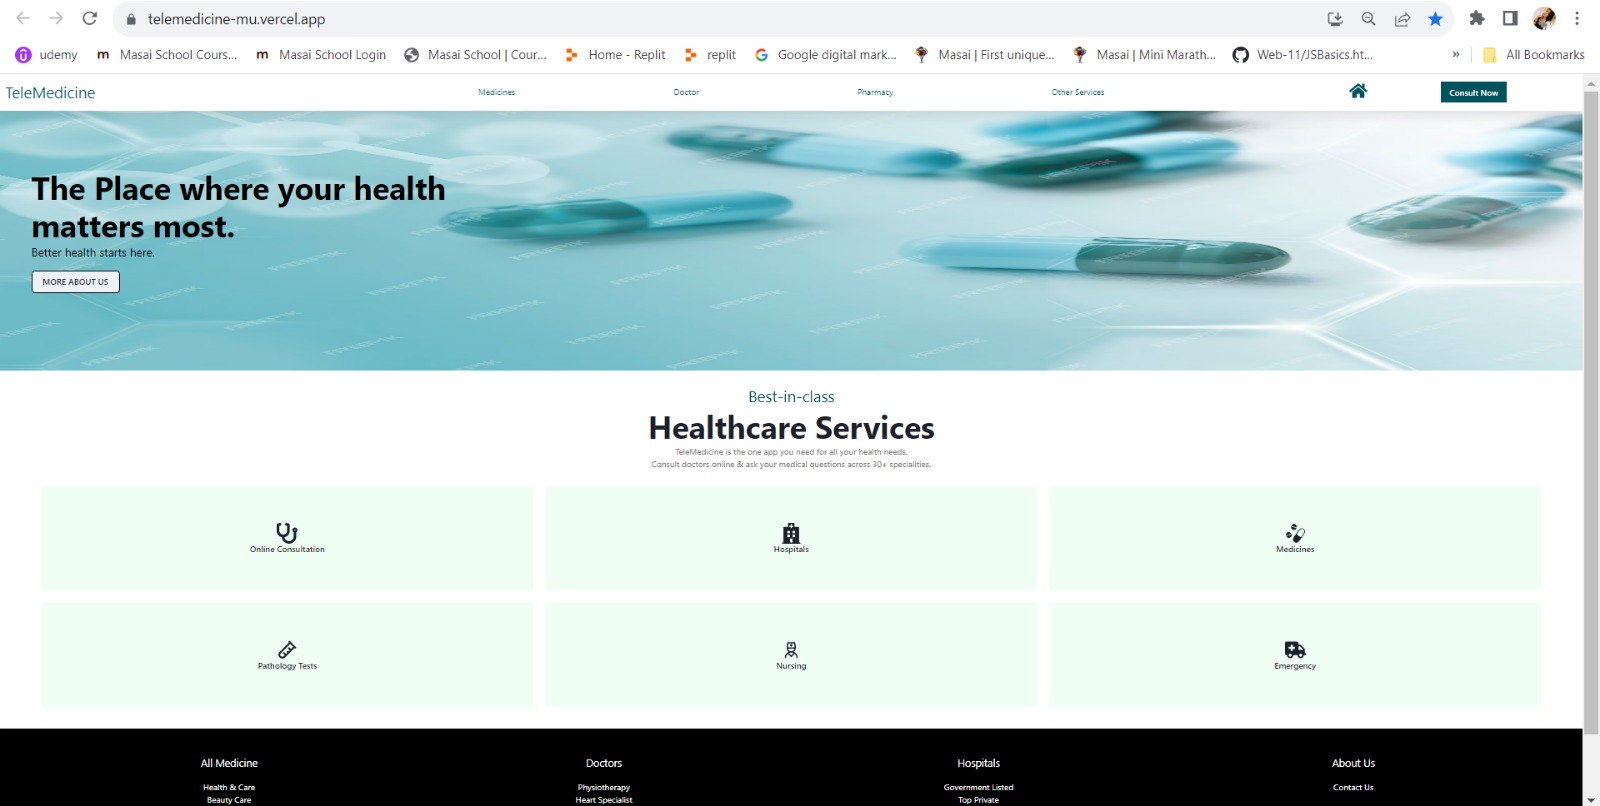 telemedicine-mu.vercel.app
udemy
m Masai School Cours...
m Masai School Login
Masai School | Cour...
Home - Replit
replit
Google digital mark...
Masai | First unique...
Masai | Mini Marath...
Web-11/JSBasics.ht...
»
All Bookmarks
TeleMedicine
Medicines
Doctor
Pharmacy
Other Services
Consult Now
The Place where your health
matters most.
Better health starts here.
MORE ABOUT US
FREEPIK
Best-in-class
Healthcare Services
TeleMedicine is the one app you need for all your health needs.
Consult doctors online & ask your medical questions across 30+ specialities.
Online Consultation
Hospitals
Medicines
Pathology Tests
Nursing
Emergency
All Medicine
Doctors
Hospitals
About Us
Health & Care
Physiotherapy
Government Listed
Contact Us
Beauty Care
Heart Specialist
Top Private